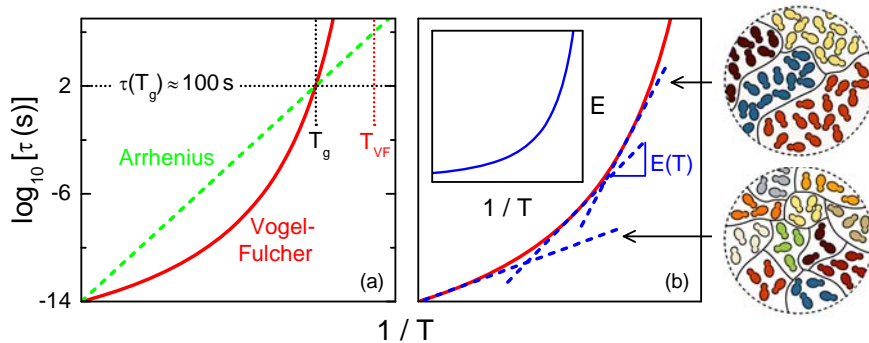 2
-6
-14
log10 [τ (s)]
τ(Tg) ≈ 100 s
Arrhenius
Tg
TVF
Vogel-
Fulcher
(a)
E
1 / T
E(T)
(b)
1 / T